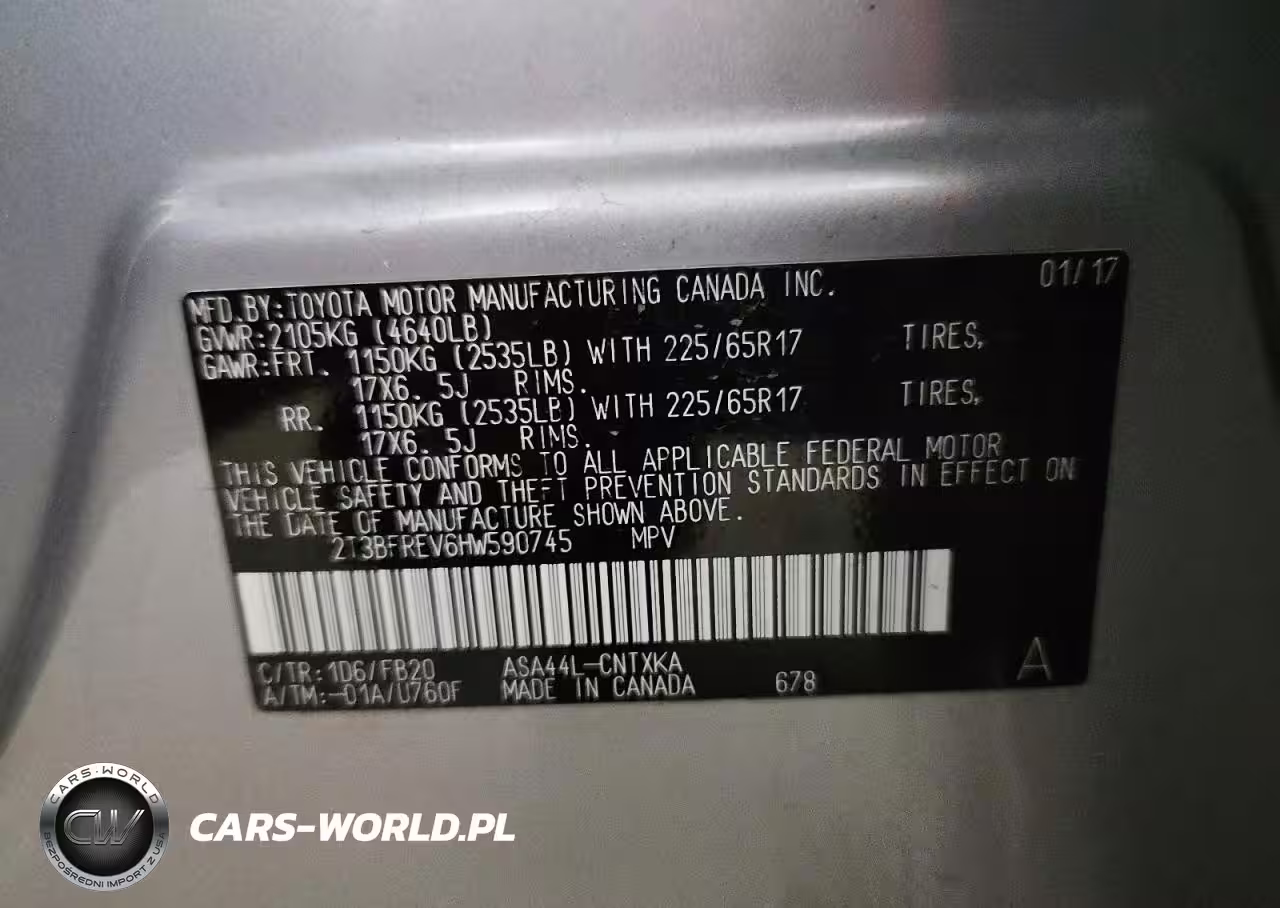 MFD.BY:TOYOTA MOTOR MANUFACTURING CANADA INC. 01/17
GVWR:2105KG (4640LB)
GAWR:FRT. 1150KG (2535LB) WITH 225/65R17 TIRES,
17X6. 5J RIMS.
RR. 1150KG (2535LB) WITH 225/65R17 TIRES,
17X6. 5J RIMS.
THIS VEHICLE CONFORMS TO ALL APPLICABLE FEDERAL MOTOR
VEHICLE SAFETY AND THEFT PREVENTION STANDARDS IN EFFECT ON
THE DATE OF MANUFACTURE SHOWN ABOVE.
2T3BFREV6HW590745 MPV
C/TR:1D6/FB20 ASA44L-CNTXKA
A/TM:-01A/U760F MADE IN CANADA 678 A
CARS-WORLD
CW
BEZPOŚREDNI IMPORT Z USA
CARS-WORLD.PL